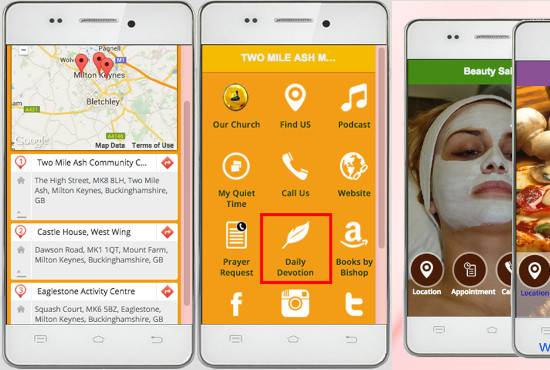 Pagnell
Wolv
M1
Milton Keynes
Bletchley
A421
A4146
Google
Map Data
Terms of Use
1
Two Mile Ash Community C...
The High Street, MK8 8LH, Two Mile
Ash, Milton Keynes, Buckinghamshire,
GB
2
Castle House, West Wing
Dawson Road, MK1 1QT, Mount Farm,
Milton Keynes, Buckinghamshire, GB
3
Eaglestone Activity Centre
Squash Court, MK6 5BZ, Eaglestone,
Milton Keynes, Buckinghamshire, GB
TWO MILE ASH M...
Our Church
Find US
Podcast
My Quiet
Time
Call Us
Website
Prayer
Request
Daily
Devotion
Books by
Bishop
Beauty Sal
Location
Appointment
Cal
Location
W